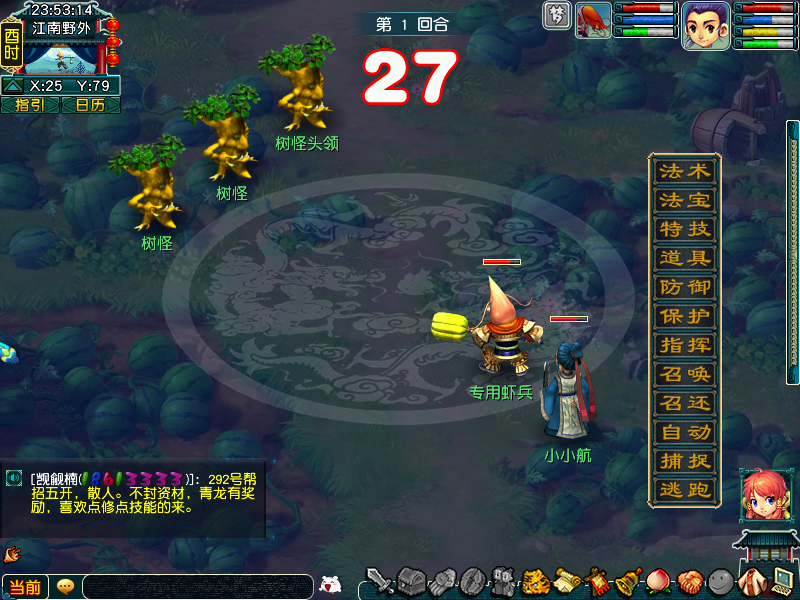 23:53:14
酉时
江南野外
X:25 Y:79
指引 日历
第 1 回合
27
梦
树怪头领
树怪
树怪
专用虾兵
小小航
法术
法宝
特技
道具
防御
保护
指挥
召唤
召还
自动
捕捉
逃跑
292号帮
招五开，散人。不封资材，青龙有奖
励，喜欢点修点技能的来。
当前